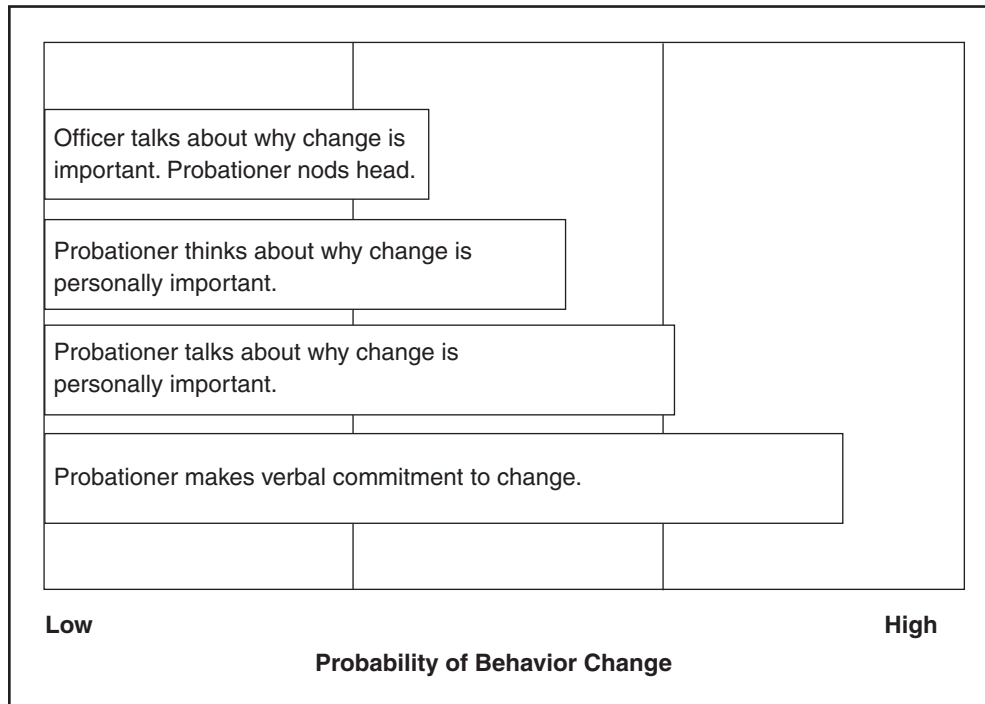 Officer talks about why change is
important. Probationer nods head.
Probationer thinks about why change is
personally important.
Probationer talks about why change is
personally important.
Probationer makes verbal commitment to change.
Low
High
Probability of Behavior Change